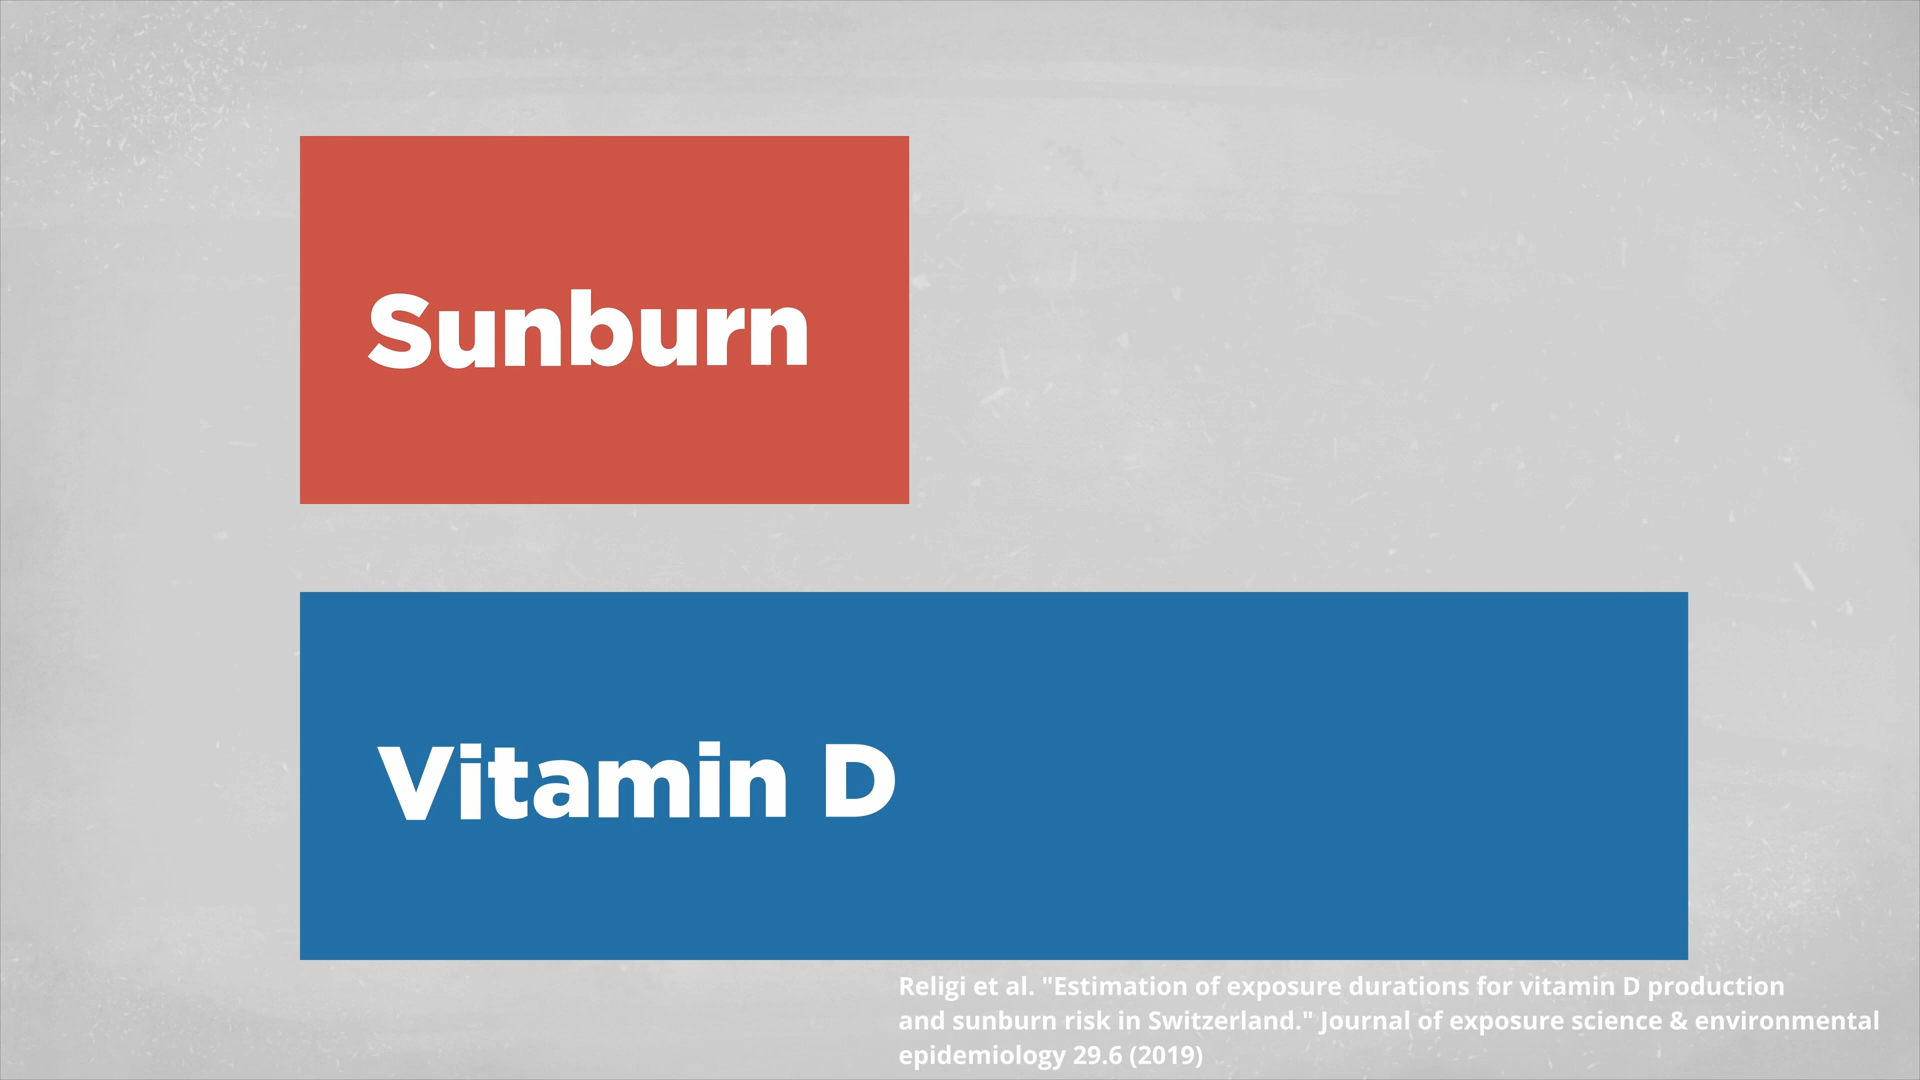 Sunburn
Vitamin D
Religi et al. "Estimation of exposure durations for vitamin D production
and sunburn risk in Switzerland." Journal of exposure science & environmental
epidemiology 29.6 (2019)